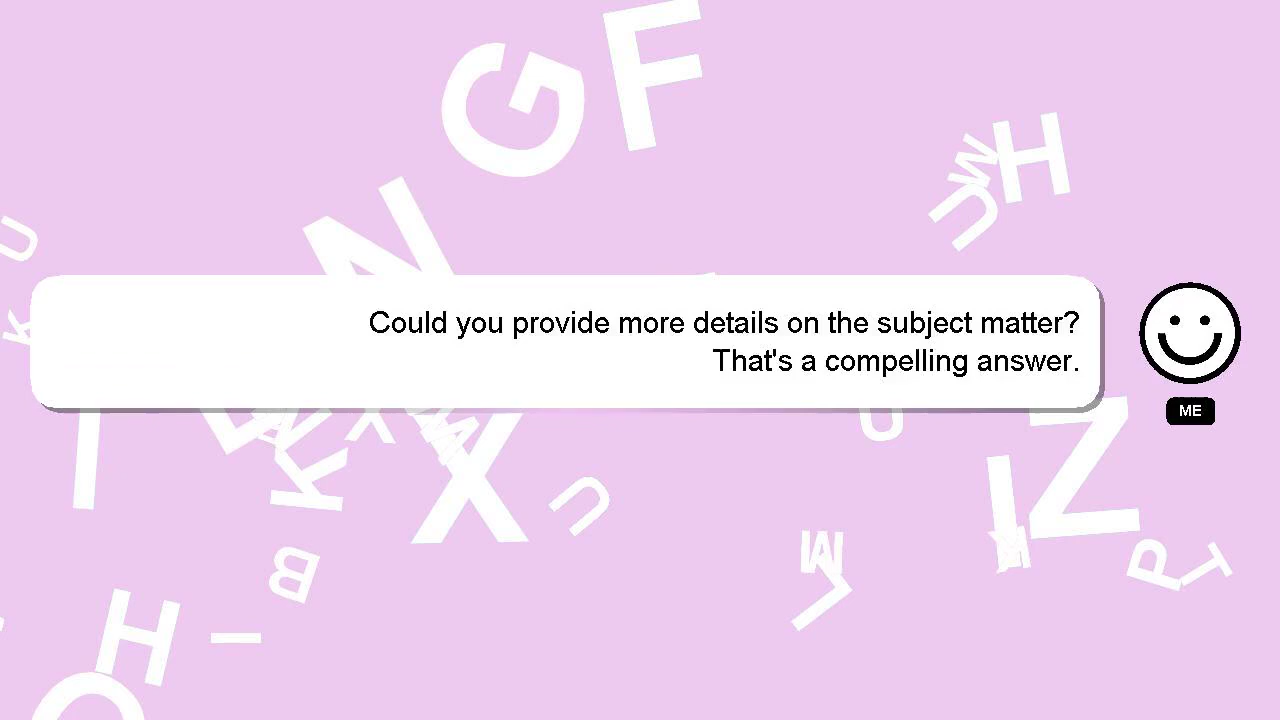 Could you provide more details on the subject matter?
That's a compelling answer.
ME